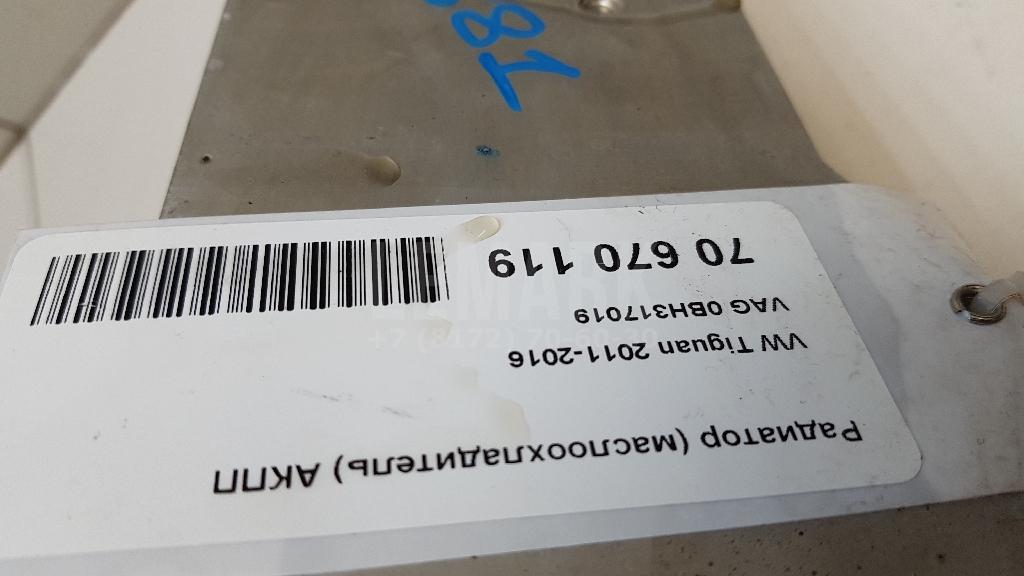 Радиатор (маслоохладитель) АКПП
VW Tiguan 2011-2016
VAG 0BH317019
70 670 119